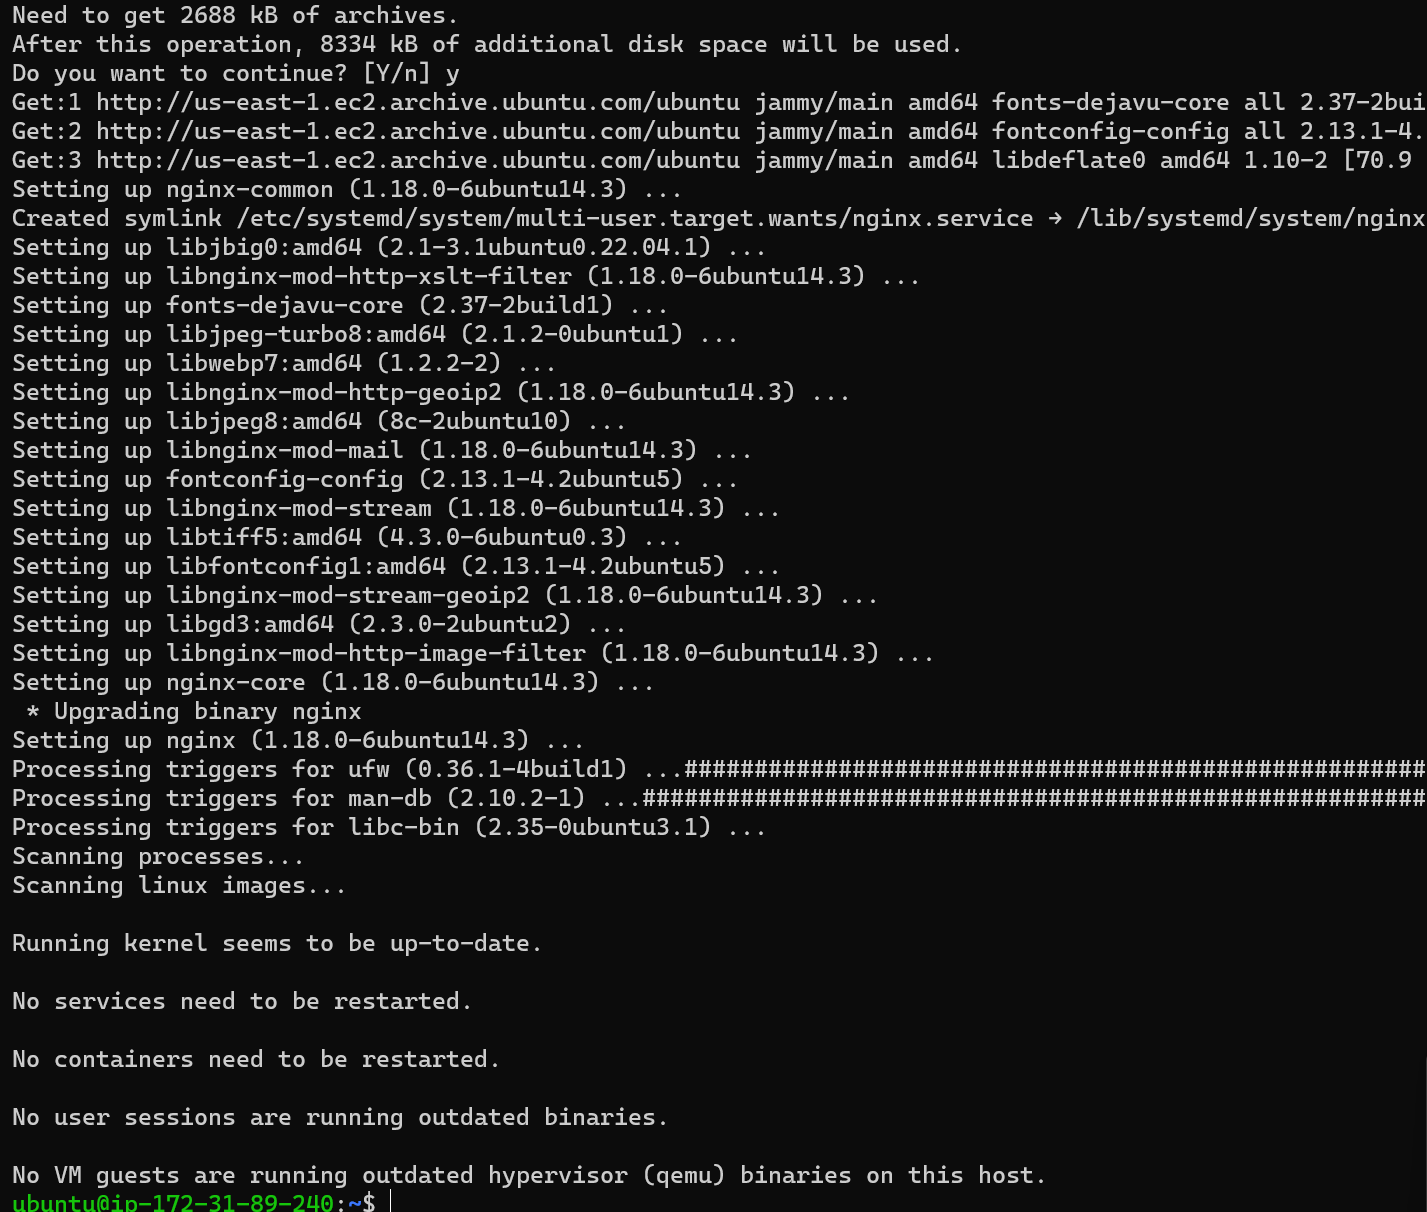 Need to get 2688 kB of archives.
After this operation, 8334 kB of additional disk space will be used.
Do you want to continue? [Y/n] y
Get:1 http://us-east-1.ec2.archive.ubuntu.com/ubuntu jammy/main amd64 fonts-dejavu-core all 2.37-2bui
Get:2 http://us-east-1.ec2.archive.ubuntu.com/ubuntu jammy/main amd64 fontconfig-config all 2.13.1-4.
Get:3 http://us-east-1.ec2.archive.ubuntu.com/ubuntu jammy/main amd64 libdeflate0 amd64 1.10-2 [70.9
Setting up nginx-common (1.18.0-6ubuntu14.3) ...
Created symlink /etc/systemd/system/multi-user.target.wants/nginx.service → /lib/systemd/system/nginx
Setting up libjbig0:amd64 (2.1-3.1ubuntu0.22.04.1) ...
Setting up libnginx-mod-http-xslt-filter (1.18.0-6ubuntu14.3) ...
Setting up fonts-dejavu-core (2.37-2build1) ...
Setting up libjpeg-turbo8:amd64 (2.1.2-0ubuntu1) ...
Setting up libwebp7:amd64 (1.2.2-2) ...
Setting up libnginx-mod-http-geoip2 (1.18.0-6ubuntu14.3) ...
Setting up libjpeg8:amd64 (8c-2ubuntu10) ...
Setting up libnginx-mod-mail (1.18.0-6ubuntu14.3) ...
Setting up fontconfig-config (2.13.1-4.2ubuntu5) ...
Setting up libnginx-mod-stream (1.18.0-6ubuntu14.3) ...
Setting up libtiff5:amd64 (4.3.0-6ubuntu0.3) ...
Setting up libfontconfig1:amd64 (2.13.1-4.2ubuntu5) ...
Setting up libnginx-mod-stream-geoip2 (1.18.0-6ubuntu14.3) ...
Setting up libgd3:amd64 (2.3.0-2ubuntu2) ...
Setting up libnginx-mod-http-image-filter (1.18.0-6ubuntu14.3) ...
Setting up nginx-core (1.18.0-6ubuntu14.3) ...
 * Upgrading binary nginx
Setting up nginx (1.18.0-6ubuntu14.3) ...
Processing triggers for ufw (0.36.1-4build1) ...#####################################################
Processing triggers for man-db (2.10.2-1) ...########################################################
Processing triggers for libc-bin (2.35-0ubuntu3.1) ...
Scanning processes...
Scanning linux images...
Running kernel seems to be up-to-date.
No services need to be restarted.
No containers need to be restarted.
No user sessions are running outdated binaries.
No VM guests are running outdated hypervisor (qemu) binaries on this host.
ubuntu@ip-172-31-89-240:~$